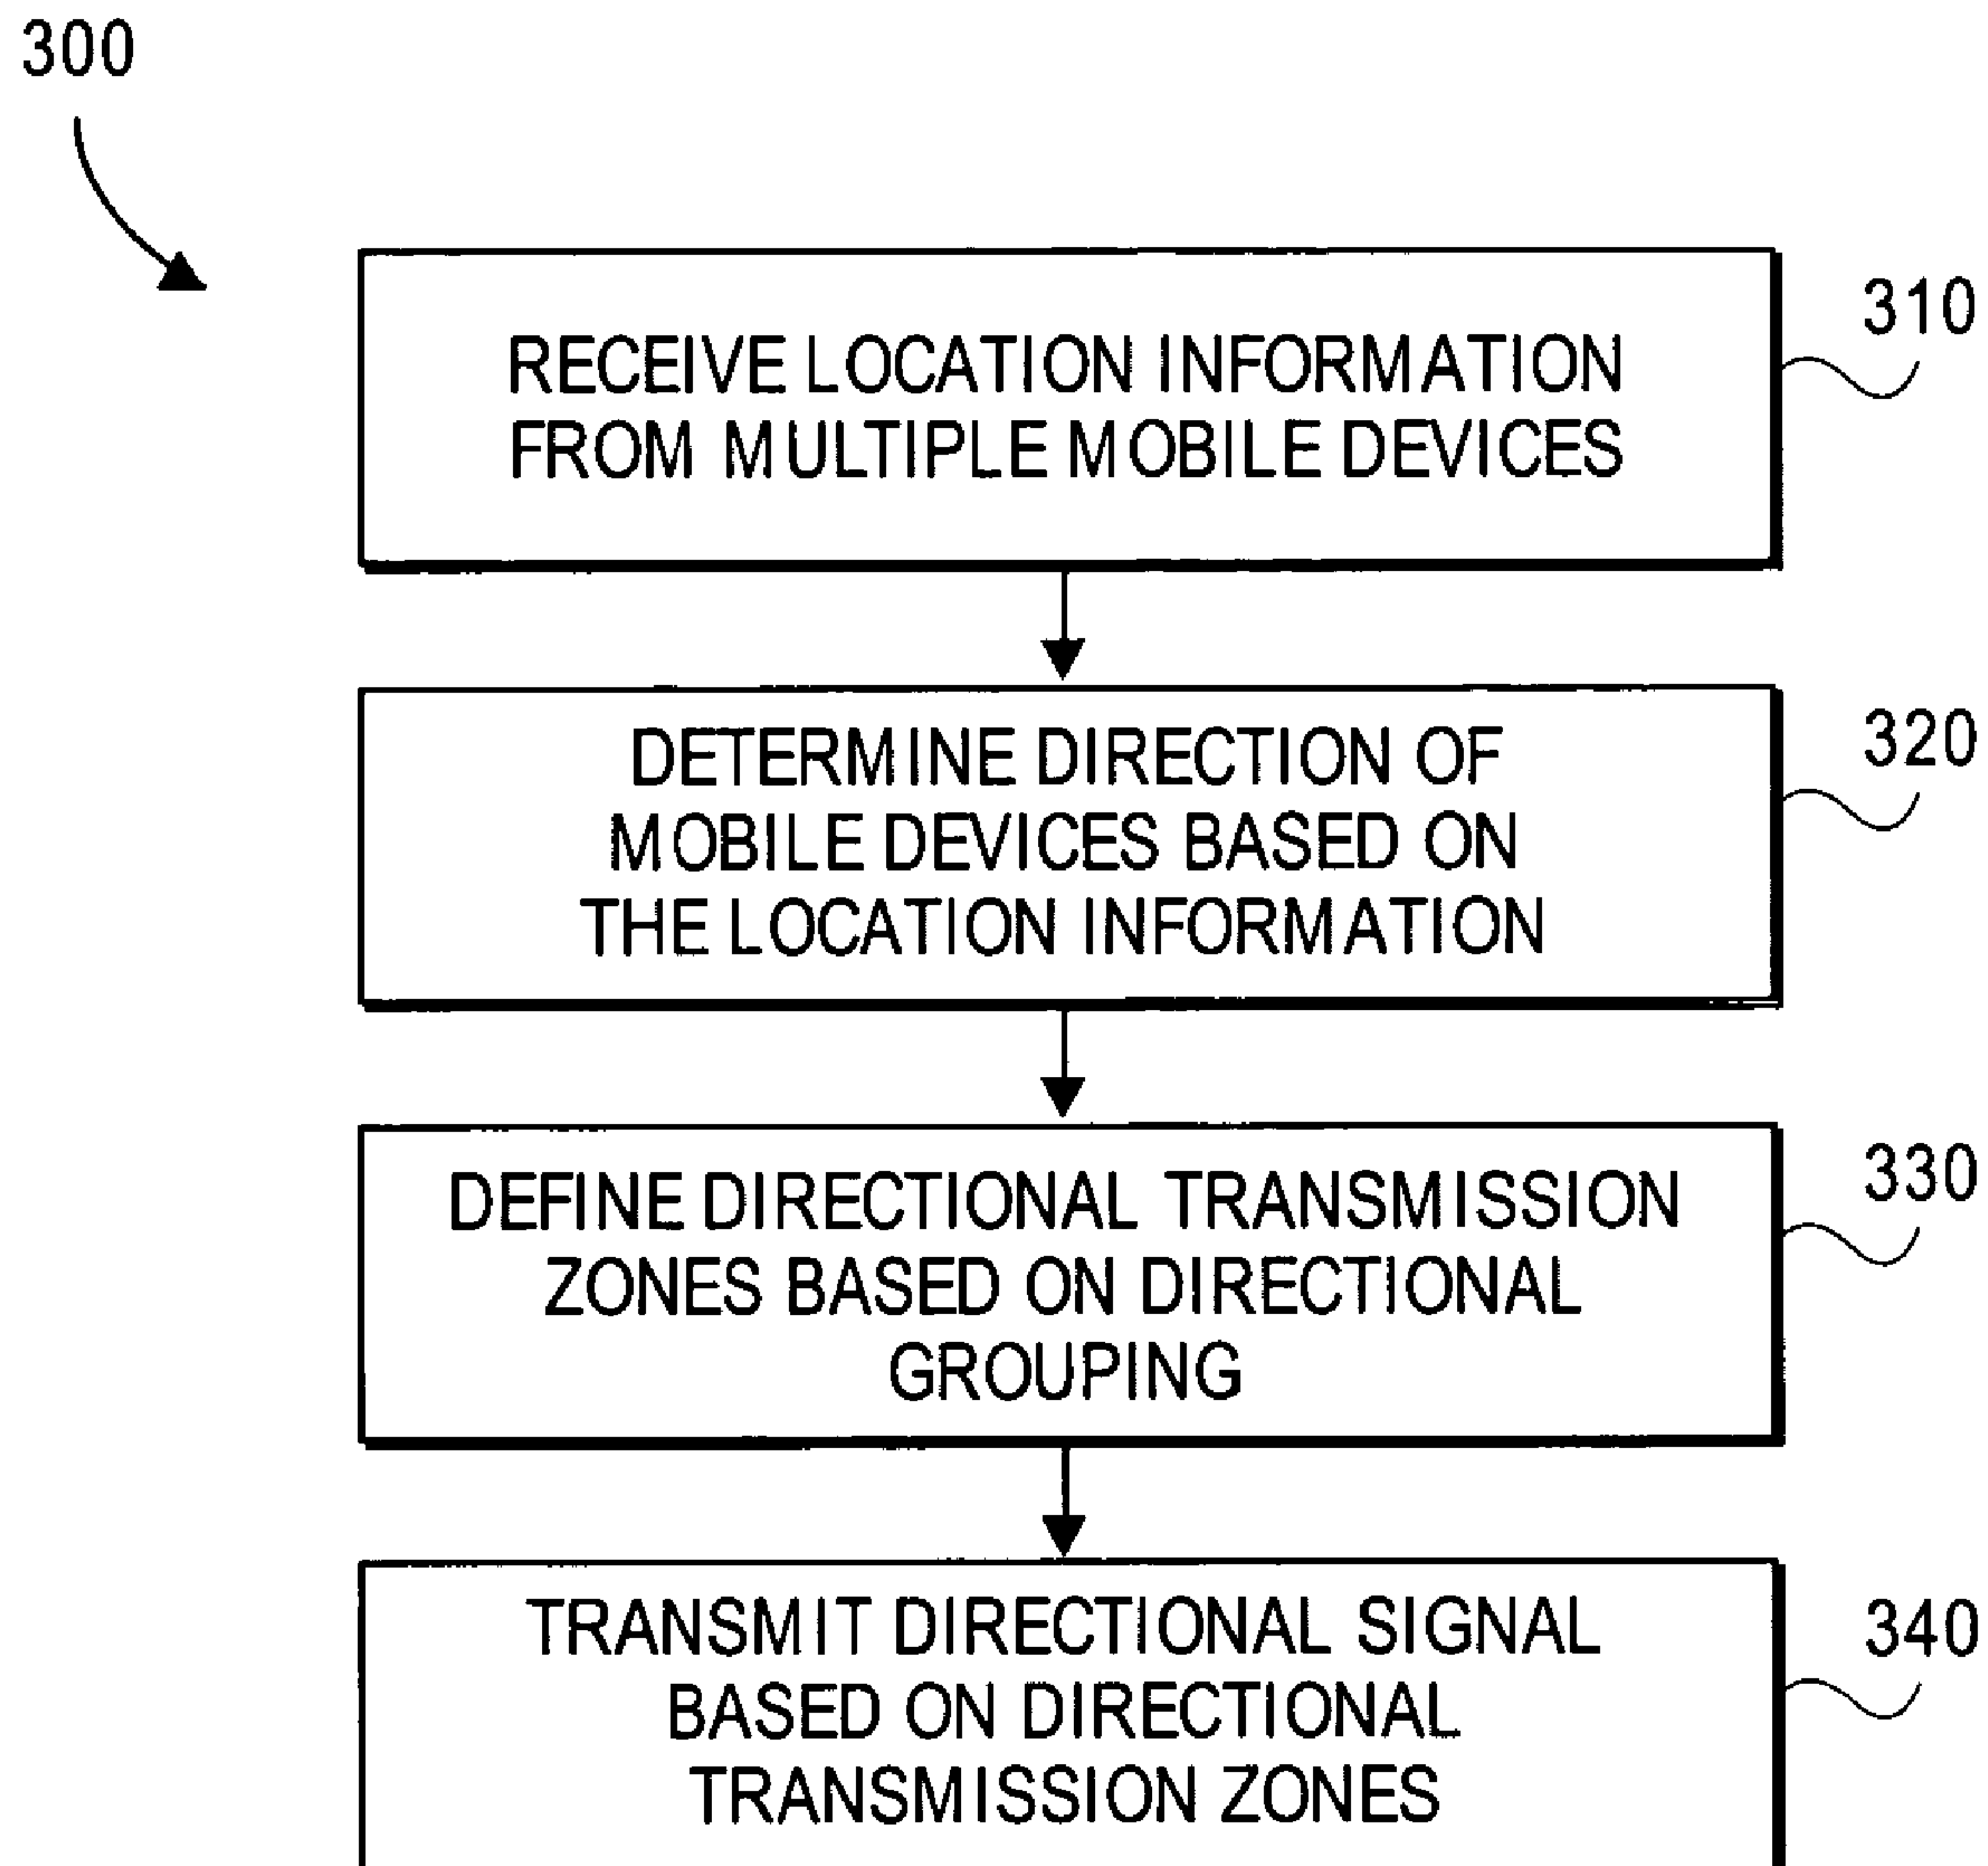 300
RECEIVE LOCATION INFORMATION
FROM MULTIPLE MOBILE DEVICES
310
DETERMINE DIRECTION OF
MOBILE DEVICES BASED ON
THE LOCATION INFORMATION
320
DEFINE DIRECTIONAL TRANSMISSION
ZONES BASED ON DIRECTIONAL
GROUPING
330
TRANSMIT DIRECTIONAL SIGNAL
BASED ON DIRECTIONAL
TRANSMISSION ZONES
340